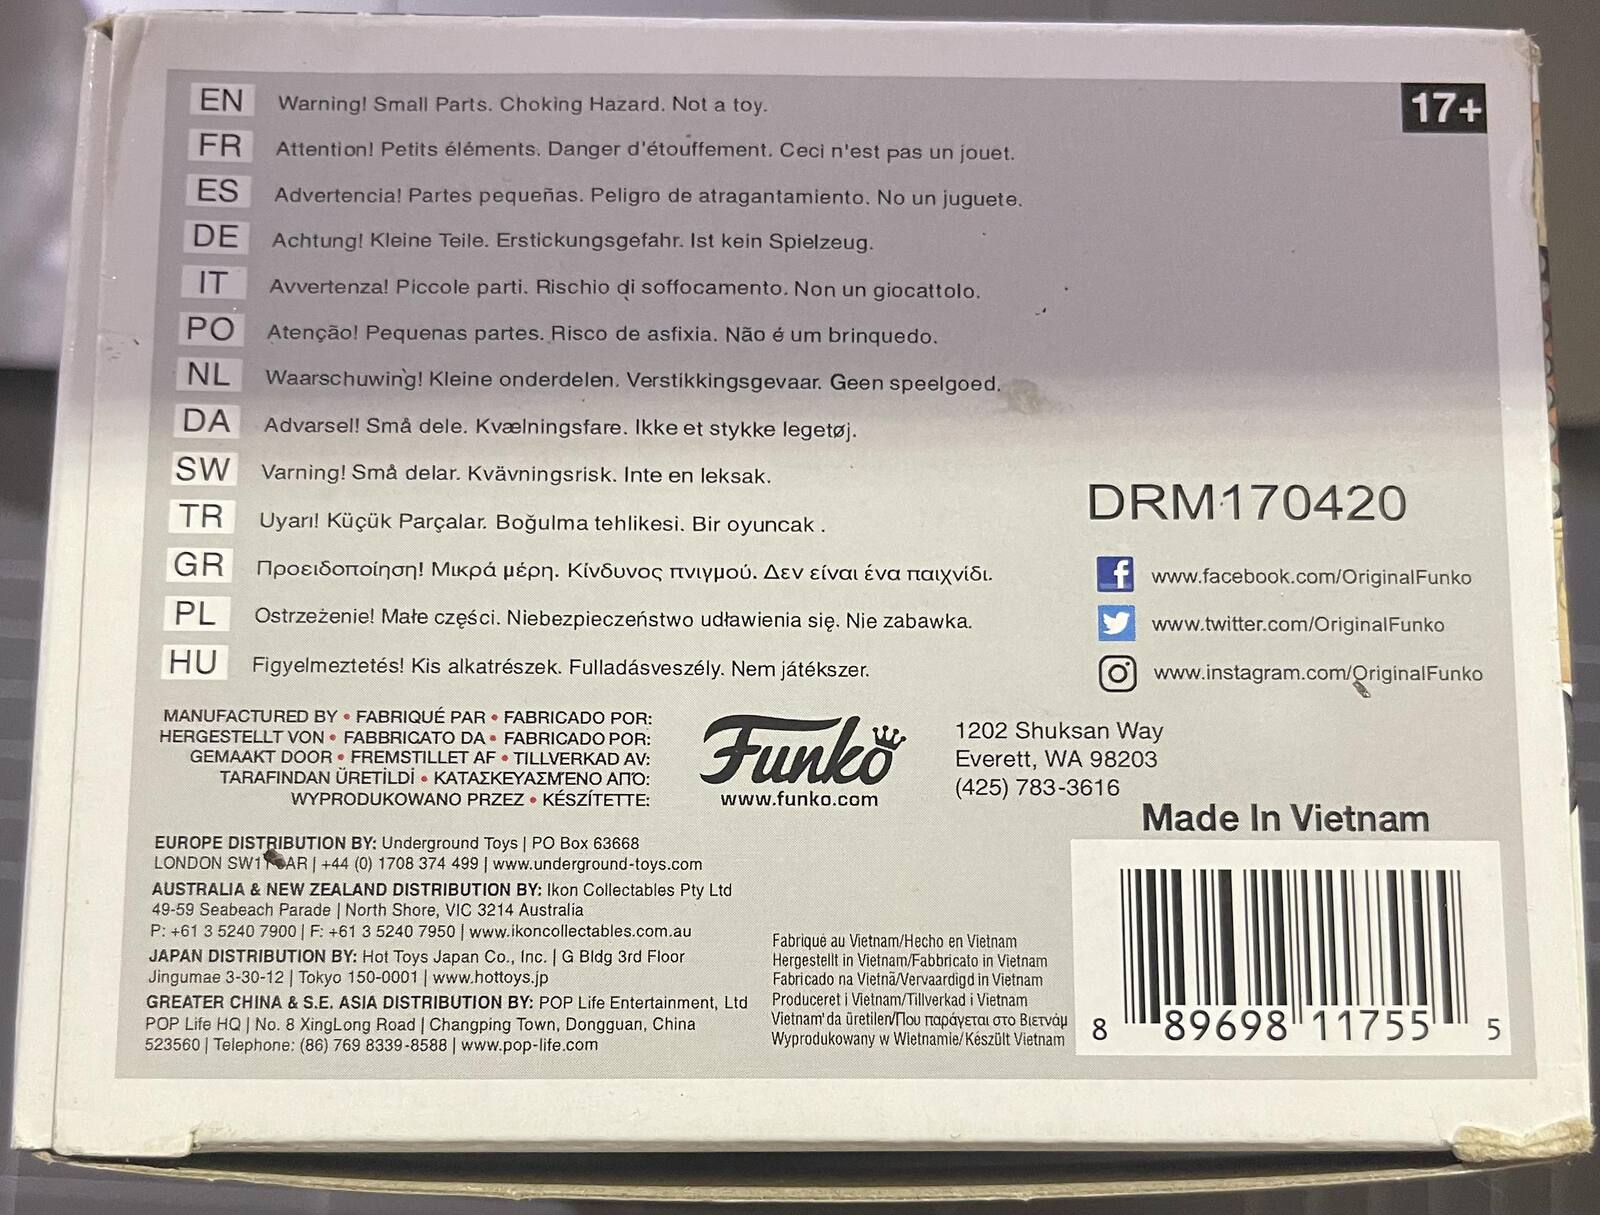 EN Warning! Small Parts. Choking Hazard. Not a toy.
17+
FR Attention! Petits éléments. Danger d'étouffement. Ceci n'est pas un jouet.
ES Advertencia! Partes pequeñas. Peligro de atragantamiento. No un juguete.
DE Achtung! Kleine Teile. Erstickungsgefahr. Ist kein Spielzeug.
IT Avvertenza! Piccole parti. Rischio di soffocamento. Non un giocattolo.
PO Atenção! Pequenas partes. Risco de asfixia. Não é um brinquedo.
NL Waarschuwing! Kleine onderdelen. Verstikkingsgevaar. Geen speelgoed.
DA Advarsel! Små dele. Kvælningsfare. Ikke et stykke legetøj.
SW Varning! Små delar. Kvävningsrisk. Inte en leksak.
TR Uyarı! Küçük Parçalar. Boğulma tehlikesi. Bir oyuncak .
GR Προειδοποίηση! Μικρά μέρη. Κίνδυνος πνιγμού. Δεν είναι ένα παιχνίδι.
PL Ostrzeżenie! Małe części. Niebezpieczeństwo udławienia się. Nie zabawka.
HU Figyelmeztetés! Kis alkatrészek. Fulladásveszély. Nem játékszer.
DRM170420
www.facebook.com/OriginalFunko
www.twitter.com/OriginalFunko
www.instagram.com/OriginalFunko
MANUFACTURED BY • FABRIQUÉ PAR • FABRICADO POR:
HERGESTELLT VON • FABBRICATO DA • FABRICADO POR:
GEMAAKT DOOR • FREMSTILLET AF • TILLVERKAD AV:
TARAFINDAN ÜRETİLDİ • ΚΑΤΑΣΚΕΥΑΣΜΈΝΟ ΑΠΌ:
WYPRODUKOWANO PRZEZ • KÉSZÍTETTE:
Funko
www.funko.com
1202 Shuksan Way
Everett, WA 98203
(425) 783-3616
Made In Vietnam
EUROPE DISTRIBUTION BY: Underground Toys | PO Box 63668
LONDON | +44 (0) 1708 374 499 | www.underground-toys.com
AUSTRALIA & NEW ZEALAND DISTRIBUTION BY: Ikon Collectables Pty Ltd
49-59 Seabeach Parade | North Shore, VIC 3214 Australia
P: +61 3 5240 7900 | F: +61 3 5240 7950 | www.ikoncollectables.com.au
JAPAN DISTRIBUTION BY: Hot Toys Japan Co., Inc. | G Bldg 3rd Floor
Jingumae 3-30-12 | Tokyo 150-0001 | www.hottoys.jp
GREATER CHINA & S.E. ASIA DISTRIBUTION BY: POP Life Entertainment, Ltd
POP Life HQ | No. 8 XingLong Road | Changping Town, Dongguan, China
523560 | Telephone: (86) 769 8339-8588 | www.pop-life.com
Fabriqué au Vietnam/Hecho en Vietnam
Hergestellt in Vietnam/Fabbricato in Vietnam
Fabricado na Vietnã/Vervaardigd in Vietnam
Produceret i Vietnam/Tillverkad i Vietnam
Vietnam'da üretilen/Που παράγεται στο Βιετνάμ
Wyprodukowany w Wietnamie/Készült Vietnam
8 89698 11755 5